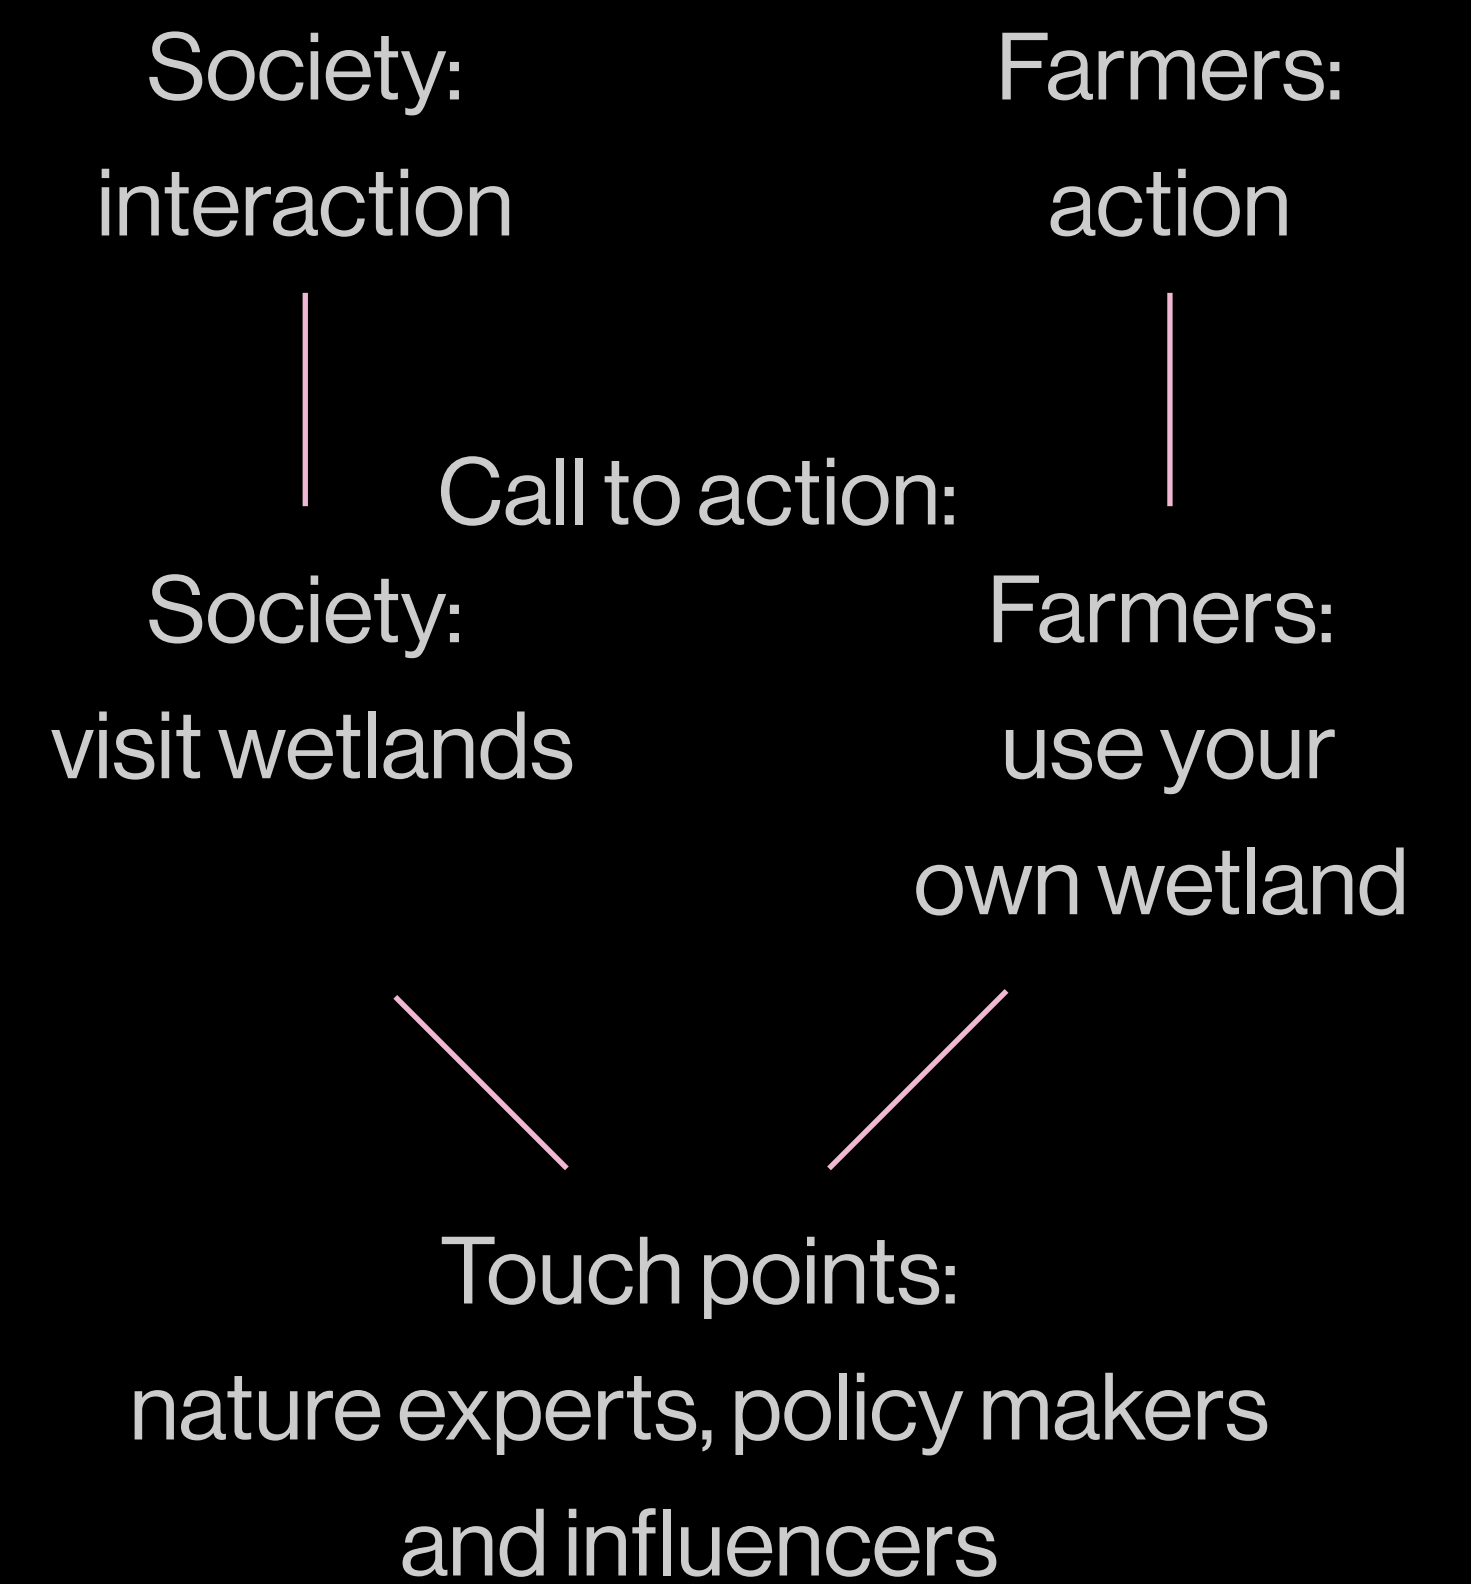 Society:
interaction
Farmers:
action
Call to action:
Society:
visit wetlands
Farmers:
use your
own wetland
Touch points:
nature experts, policy makers
and influencers